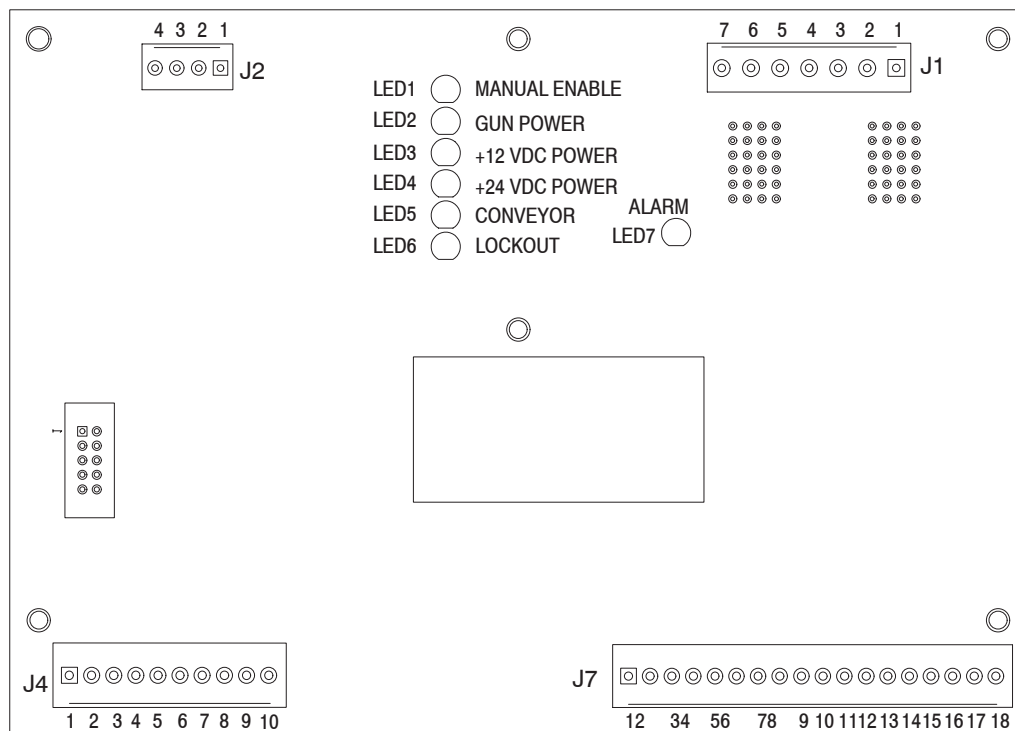 4 3 2 1
J2
7 6 5 4 3 2 1
J1
LED1 MANUAL ENABLE
LED2 GUN POWER
LED3 +12 VDC POWER
LED4 +24 VDC POWER
LED5 CONVEYOR
LED6 LOCKOUT
ALARM
LED7
1
J4
1 2 3 4 5 6 7 8 9 10
J7
12 34 56 78 9 10 11 12 13 14 15 16 17 18